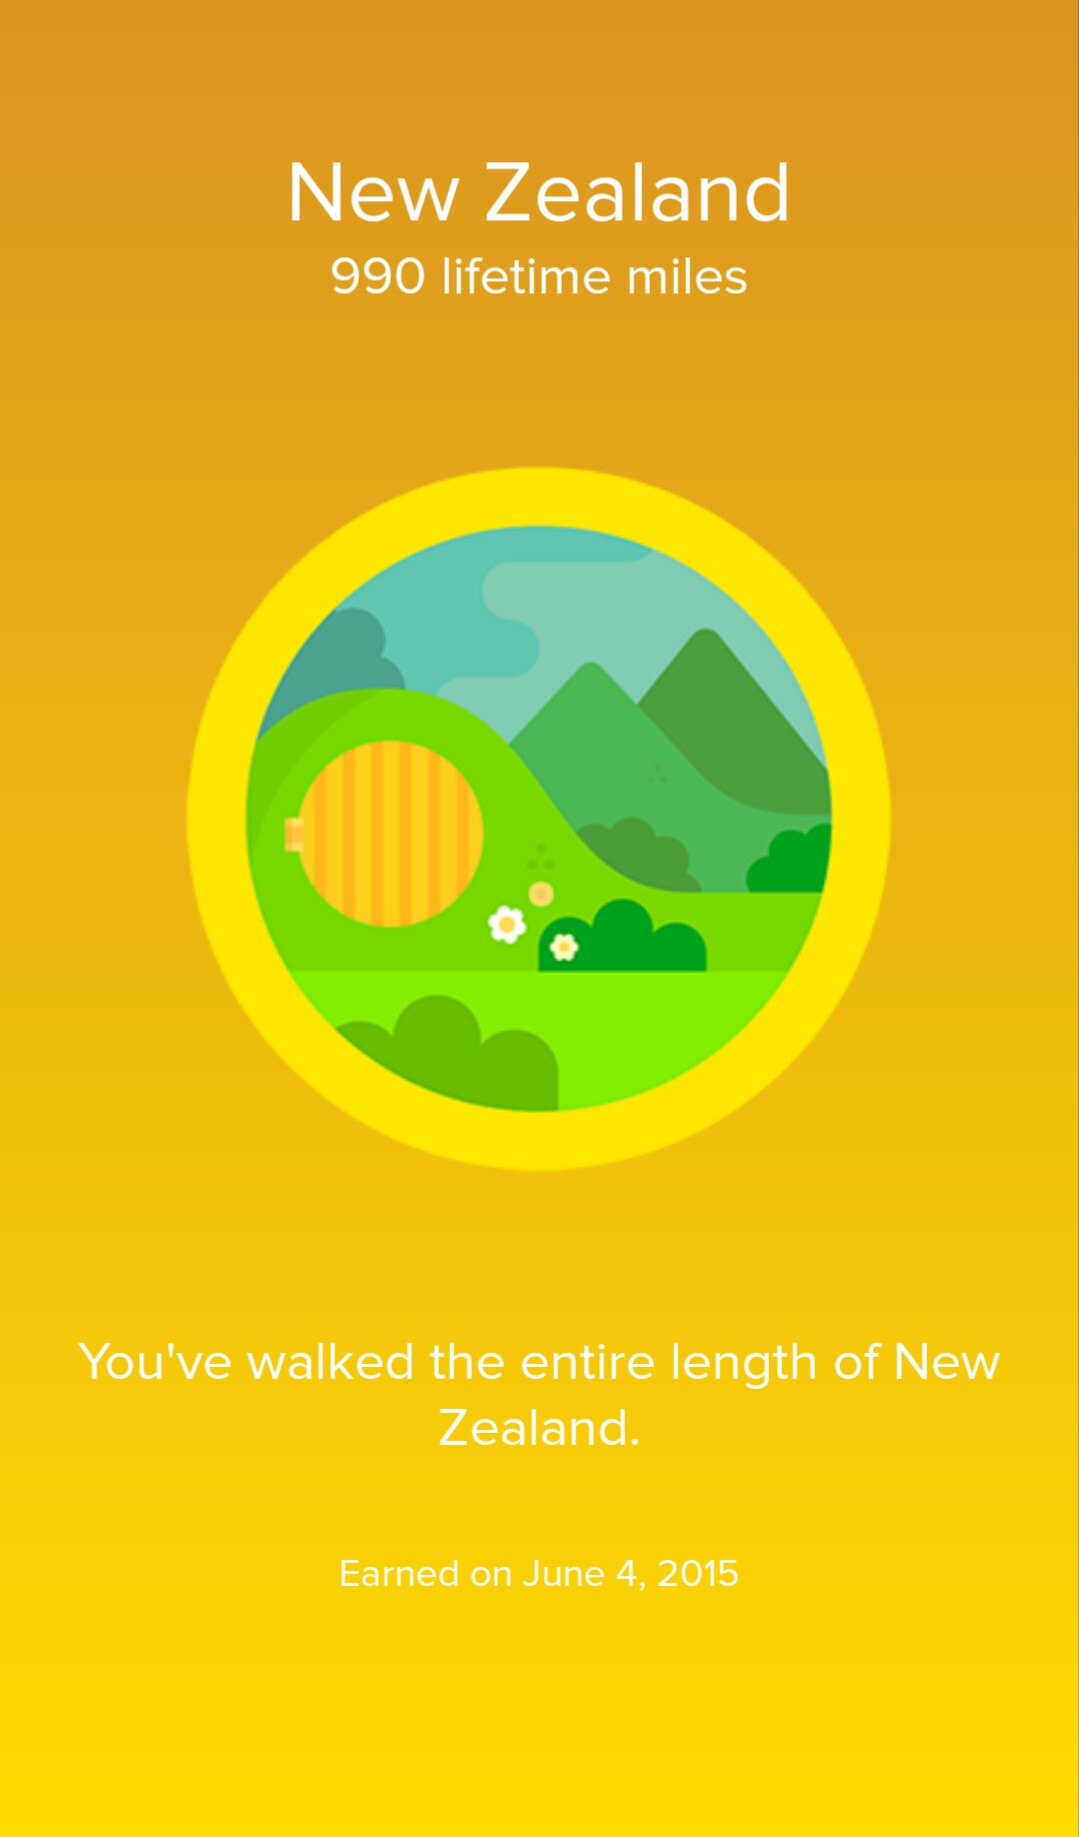 New Zealand
990 lifetime miles
You've walked the entire length of New
Zealand.
Earned on June 4, 2015